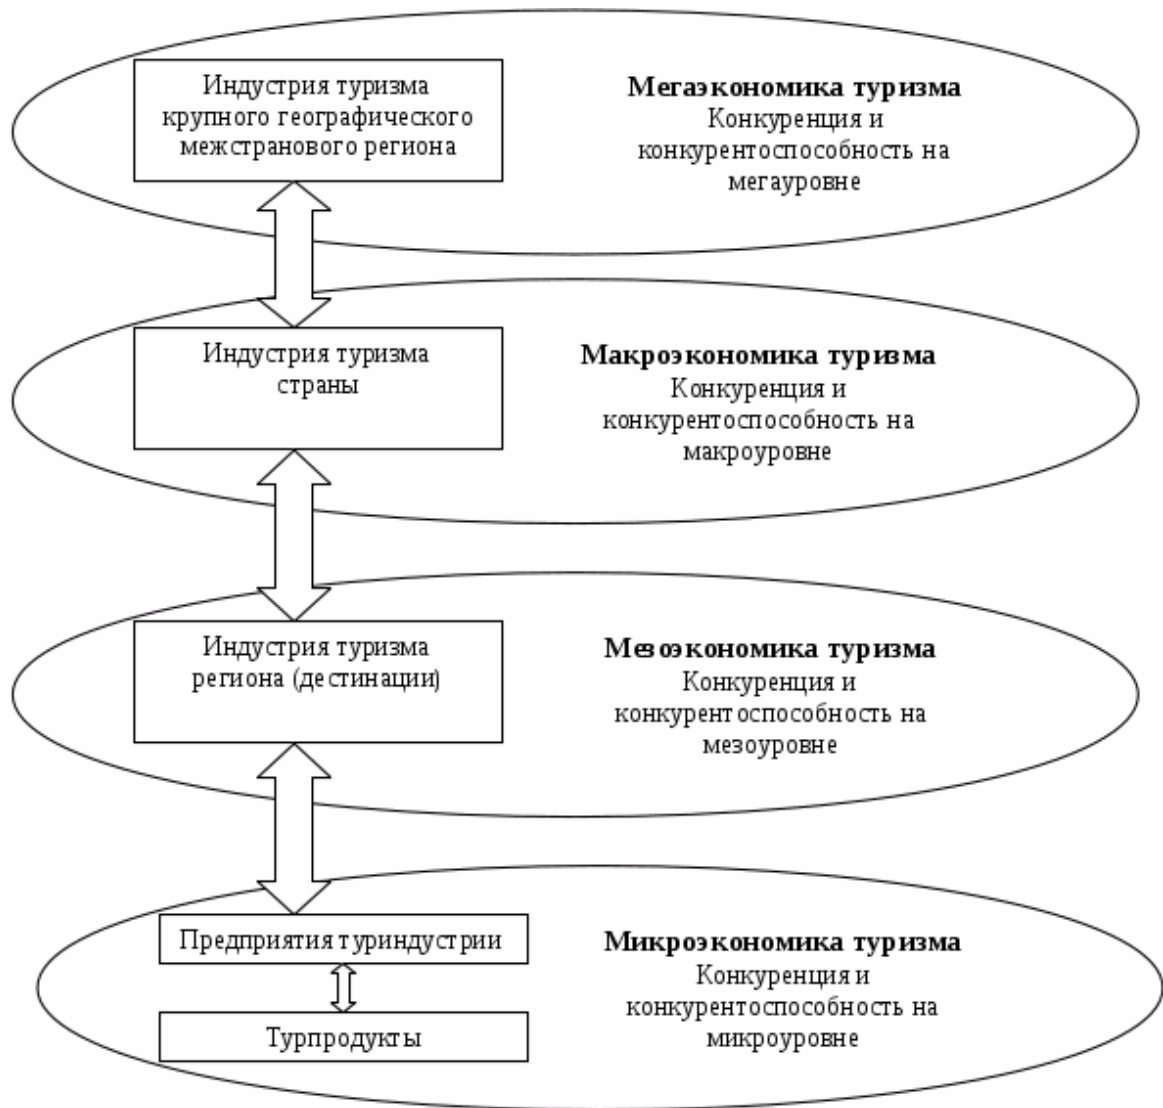 Индустрия туризма
крупного географического
межстранового региона
Мегаэкономика туризма
Конкуренция и
конкурентоспособность на
мегауровне
Индустрия туризма
страны
Макроэкономика туризма
Конкуренция и
конкурентоспособность на
макроуровне
Индустрия туризма
региона (дестинации)
Мезоэкономика туризма
Конкуренция и
конкурентоспособность на
мезоуровне
Предприятия туриндустрии
Турпродукты
Микроэкономика туризма
Конкуренция и
конкурентоспособность на
микроуровне